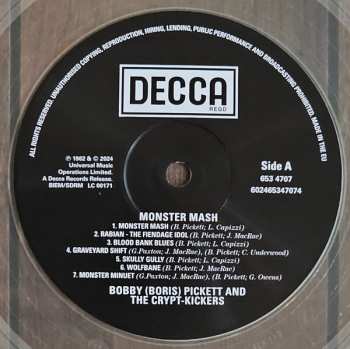 ALL RIGHTS RESERVED. UNAUTHORISED COPYING, REPRODUCTION, HIRING, LENDING, PUBLIC PERFORMANCE AND BROADCASTING PROHIBITED. MADE IN THE EU
DECCA
REGD
℗ 1962 & © 2024
Universal Music
Operations Limited.
A Decca Records Release.
BIEM/SDRM LC 00171
Side A
653 4707
602465347074
MONSTER MASH
1. MONSTER MASH (B. Pickett; L. Capizzi)
2. RABIAN - THE FIENDAGE IDOL (B. Pickett; J. MacRae)
3. BLOOD BANK BLUES (B. Pickett; L. Capizzi)
4. GRAVEYARD SHIFT (G.Paxton; J. MacRae), (B. Pickett; C. Underwood)
5. SKULLY GULLY (B. Pickett; L. Capizzi)
6. WOLFBANE (B. Pickett; J. MacRae)
7. MONSTER MINUET (G.Paxton; J. MacRae), (B. Pickett; G. Owens)
BOBBY (BORIS) PICKETT AND
THE CRYPT-KICKERS